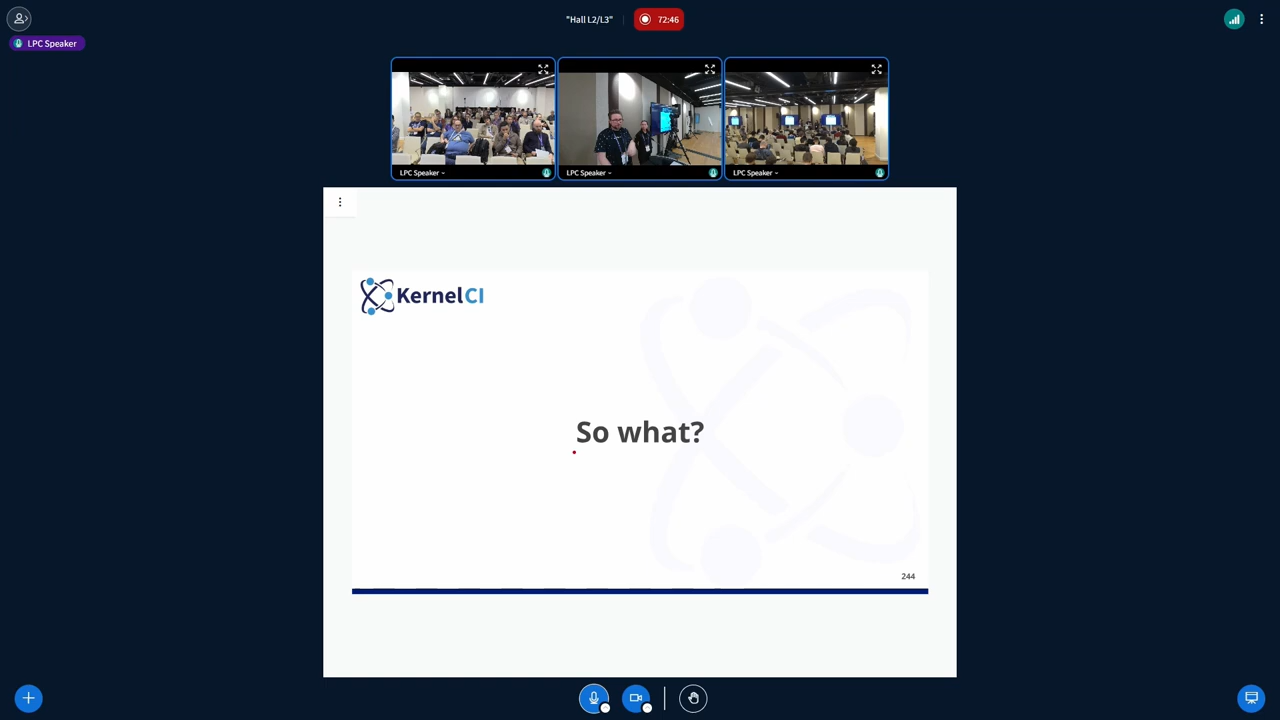 "Hall L2/L3"
72:46
LPC Speaker
LPC Speaker
LPC Speaker
LPC Speaker
KernelCI
So what?
244